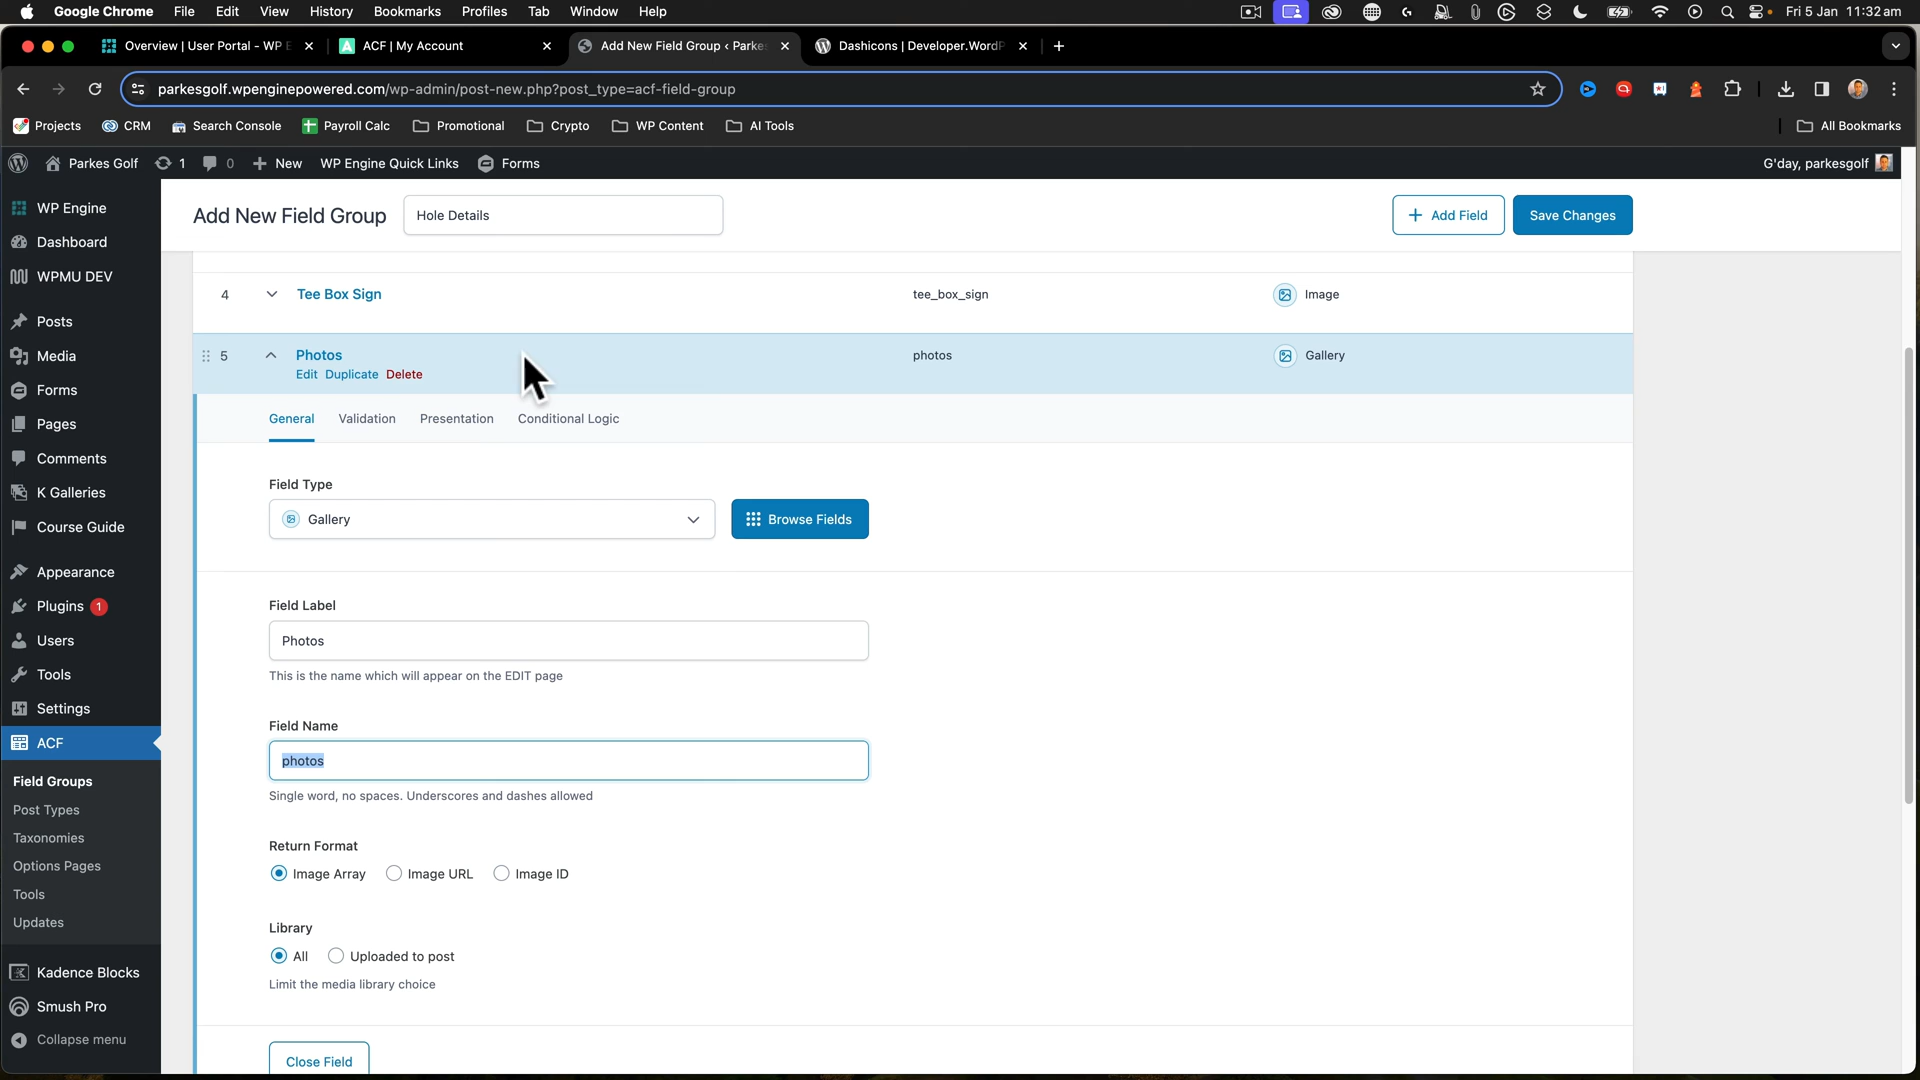 Google Chrome File Edit View History Bookmarks Profiles Tab Window Help Fri 5 Jan 11:32 am
Overview | User Portal - WP E ACF | My Account Add New Field Group ‹ Parke Dashicons | Developer.WordP
parkesgolf.wpenginepowered.com/wp-admin/post-new.php?post_type=acf-field-group
Projects CRM Search Console Payroll Calc Promotional Crypto WP Content AI Tools All Bookmarks
Parkes Golf 1 0 New WP Engine Quick Links Forms G'day, parkesgolf
WP Engine
Dashboard
WPMU DEV
Posts
Media
Forms
Pages
Comments
K Galleries
Course Guide
Appearance
Plugins 1
Users
Tools
Settings
ACF
Field Groups
Post Types
Taxonomies
Options Pages
Tools
Updates
Kadence Blocks
Smush Pro
Collapse menu
Add New Field Group Hole Details + Add Field Save Changes
4 Tee Box Sign tee_box_sign Image
5 Photos photos Gallery
Edit Duplicate Delete
General Validation Presentation Conditional Logic
Field Type
Gallery Browse Fields
Field Label
Photos
This is the name which will appear on the EDIT page
Field Name
photos
Single word, no spaces. Underscores and dashes allowed
Return Format
Image Array Image URL Image ID
Library
All Uploaded to post
Limit the media library choice
Close Field